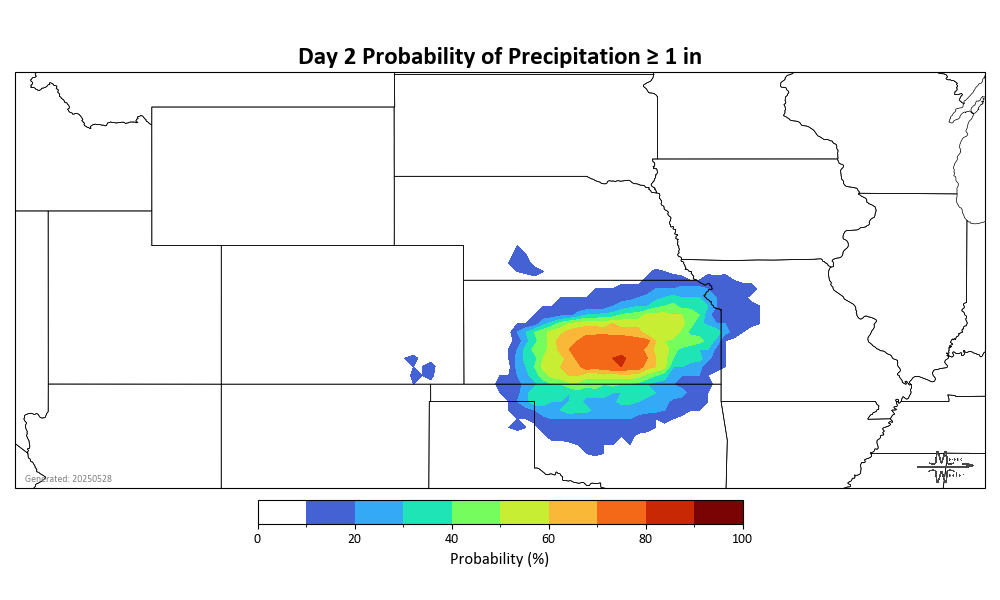 Day 2 Probability of Precipitation ≥ 1 in
Generated: 20250528
0 20 40 60 80 100
Probability (%)